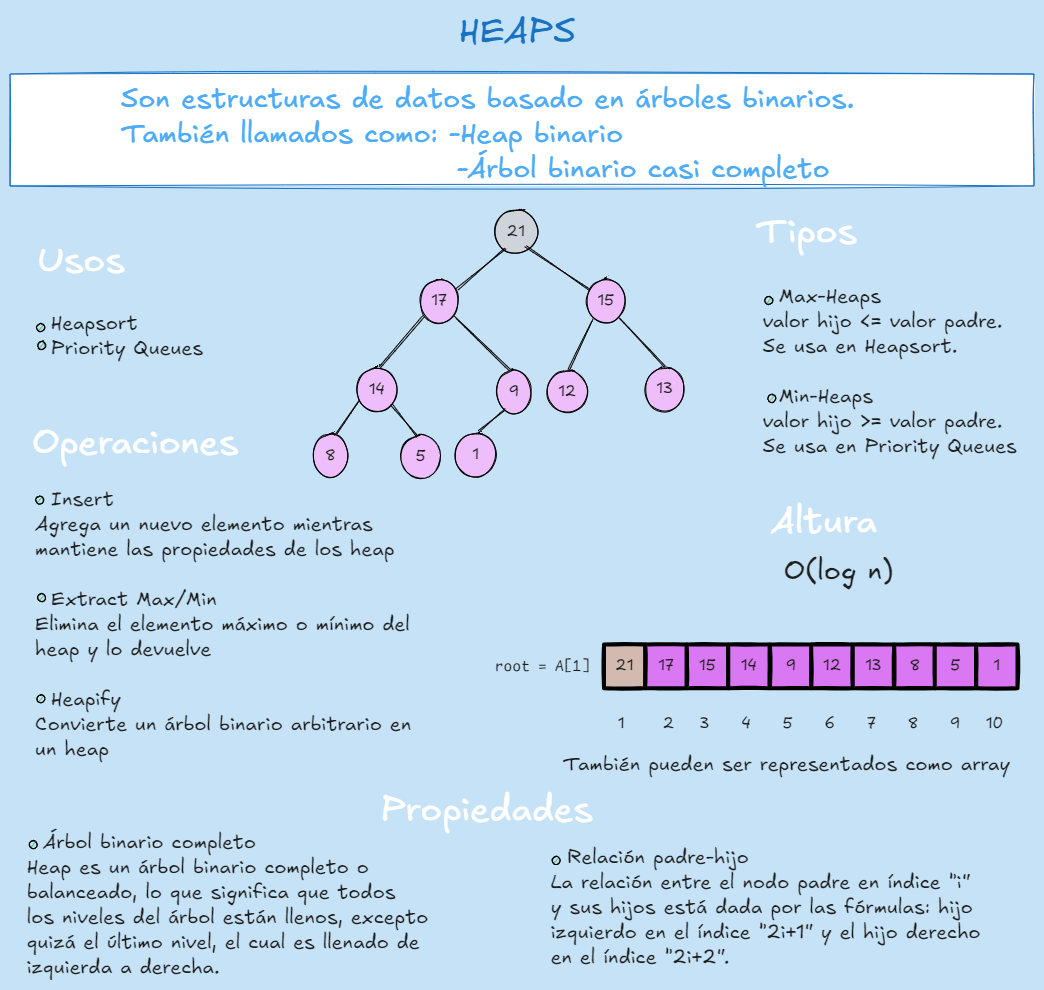 HEAPS
Son estructuras de datos basado en árboles binarios.
También llamados como: -Heap binario
-Árbol binario casi completo
Usos
Heapsort
Priority Queues
21
17
15
14
9
12
13
8
5
1
Tipos
Max-Heaps
valor hijo <= valor padre.
Se usa en Heapsort.
Min-Heaps
valor hijo >= valor padre.
Se usa en Priority Queues
Operaciones
Insert
Agrega un nuevo elemento mientras
mantiene las propiedades de los heap
Extract Max/Min
Elimina el elemento máximo o mínimo del
heap y lo devuelve
Heapify
Convierte un árbol binario arbitrario en
un heap
Altura
O(log n)
root = A[1] 21 17 15 14 9 12 13 8 5 1
1 2 3 4 5 6 7 8 9 10
También pueden ser representados como array
Propiedades
Árbol binario completo
Heap es un árbol binario completo o
balanceado, lo que significa que todos
los niveles del árbol están llenos, excepto
quizá el último nivel, el cual es llenado de
izquierda a derecha.
Relación padre-hijo
La relación entre el nodo padre en índice "i"
y sus hijos está dada por las fórmulas: hijo
izquierdo en el índice "2i+1" y el hijo derecho
en el índice "2i+2".